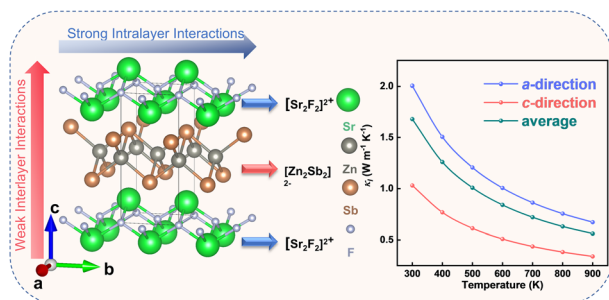 Strong Intralayer Interactions
Weak Interlayer Interactions
c
b
a
[Sr₂F₂]²⁺
Sr
Zn
[Zn₂Sb₂]
2-
Sb
[Sr₂F₂]²⁺
F
κₗ (W m⁻¹ K⁻¹)
2.0
1.5
1.0
0.5
a-direction
c-direction
average
300 400 500 600 700 800 900
Temperature (K)